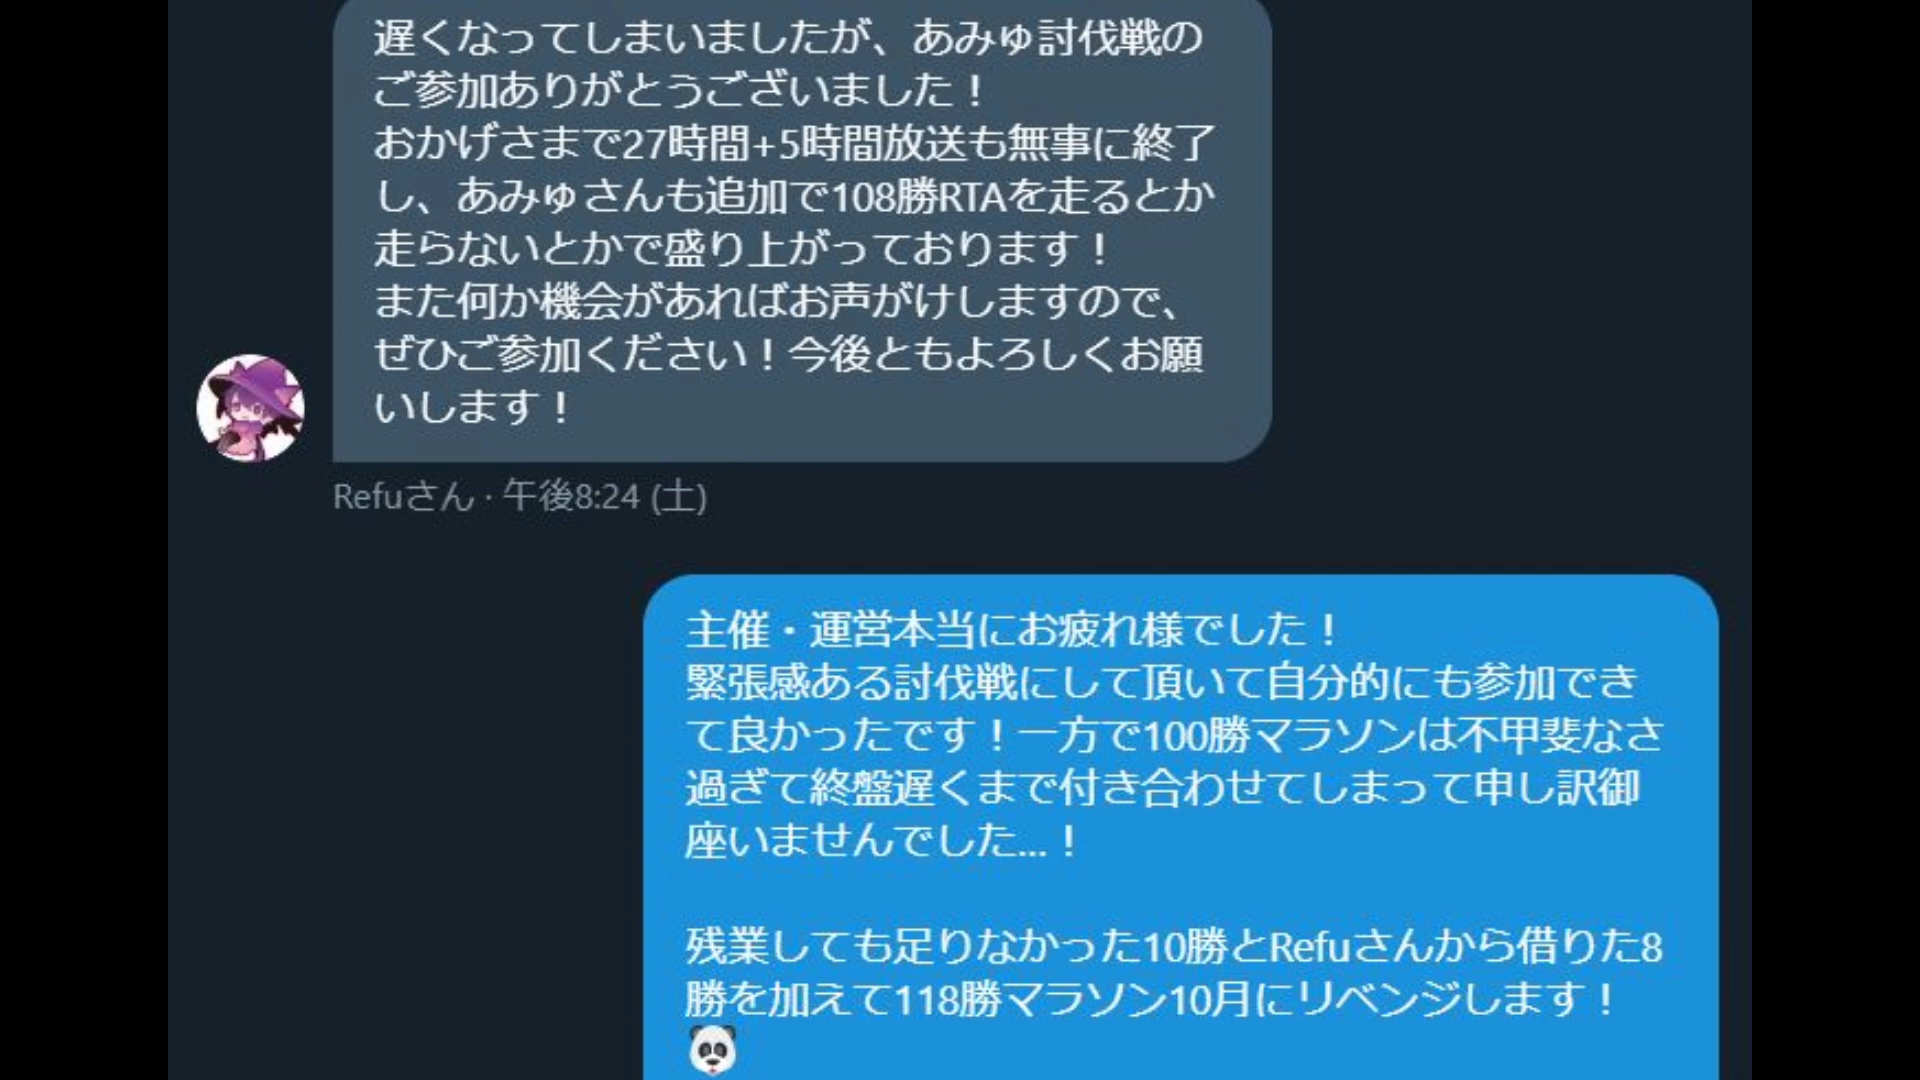 遅くなってしまいましたが、あみゅ討伐戦の
ご参加ありがとうございました！
おかげさまで27時間+5時間放送も無事に終了
し、あみゅさんも追加で108勝RTAを走るとか
走らないとかで盛り上がっております！
また何か機会があればお声がけしますので、
ぜひご参加ください！今後ともよろしくお願
いします！
Refuさん · 午後8:24 (土)
主催・運営本当にお疲れ様でした！
緊張感ある討伐戦にして頂いて自分的にも参加でき
て良かったです！一方で100勝マラソンは不甲斐なさ
過ぎて終盤遅くまで付き合わせてしまって申し訳御
座いませんでした...！
残業しても足りなかった10勝とRefuさんから借りた8
勝を加えて118勝マラソン10月にリベンジします！
🐼